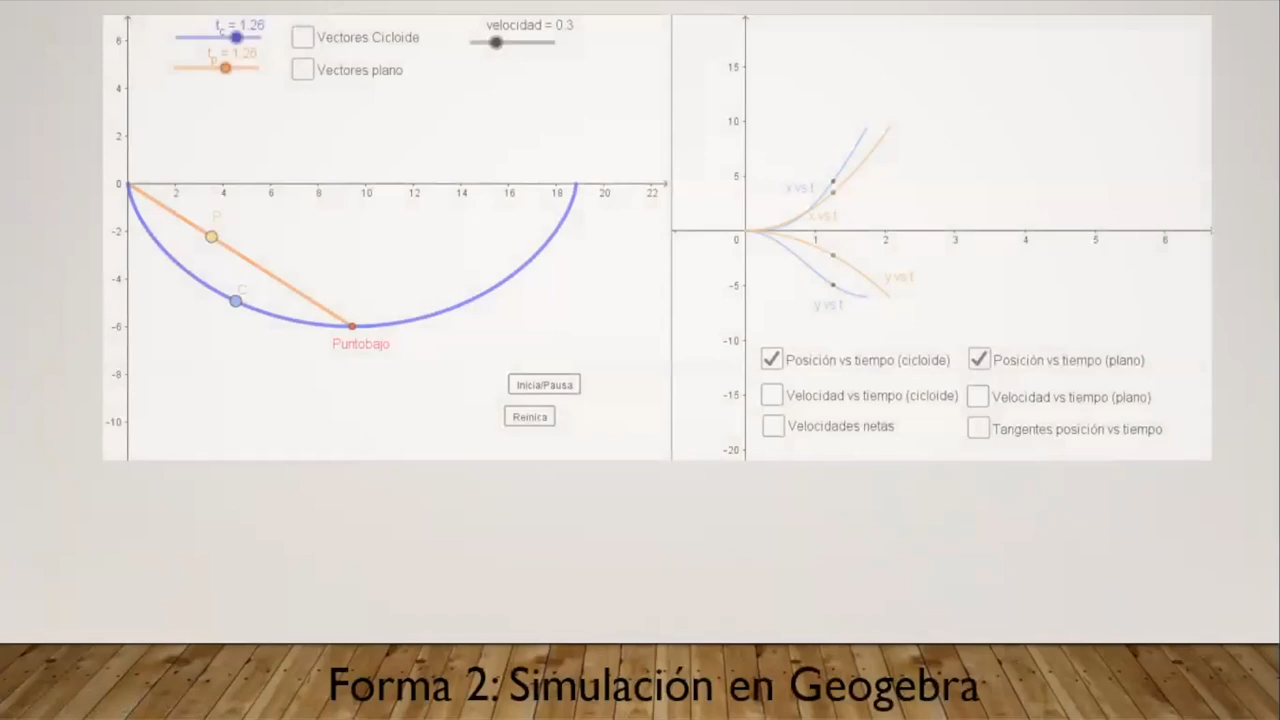 t_c = 1.26
t_p = 1.26
Vectores Cicloide
Vectores plano
velocidad = 0.3
6
4
2
0
-2
-4
-6
-8
-10
2 4 6 8 10 12 14 16 18 20 22
P
C
Puntobajo
Inicia/Pausa
Reinica
15
10
5
0
-5
-10
-15
-20
1 2 3 4 5 6
x vs t
x vs t
y vs t
y vs t
Posición vs tiempo (cicloide)
Posición vs tiempo (plano)
Velocidad vs tiempo (cicloide)
Velocidad vs tiempo (plano)
Velocidades netas
Tangentes posición vs tiempo
Forma 2: Simulación en Geogebra